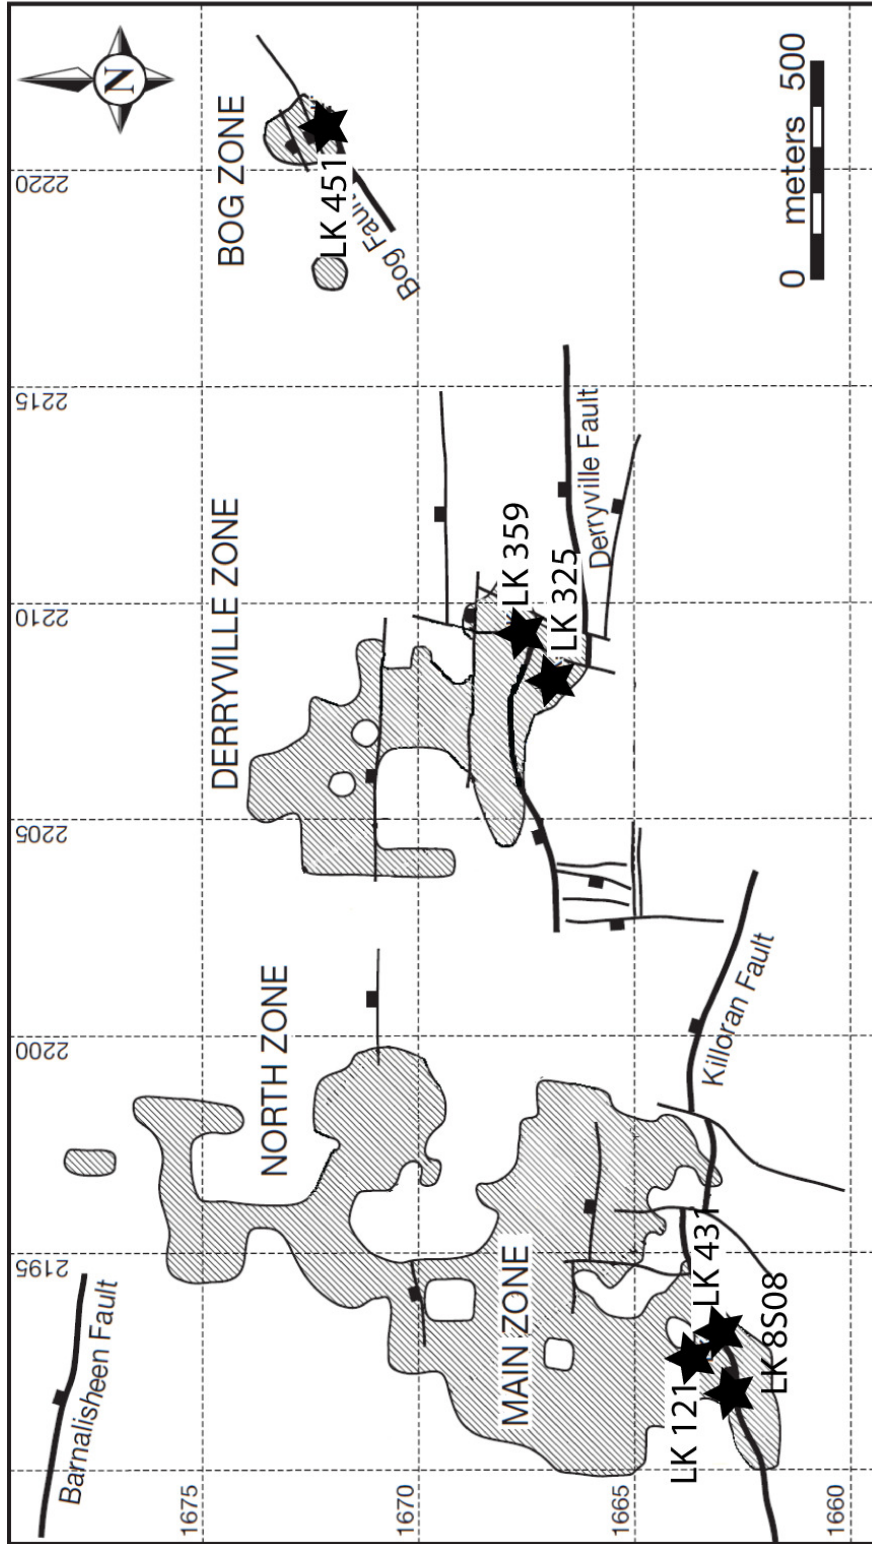 N
BOG ZONE
LK 451
Bog Fault
2220
0 meters 500
2215
DERRYVILLE ZONE
LK 359
LK 325
Derryville Fault
2210
2205
NORTH ZONE
2200
Killoran Fault
2195
MAIN ZONE
LK 431
LK 8S08
LK 121
Barnalisheen Fault
1675
1670
1665
1660